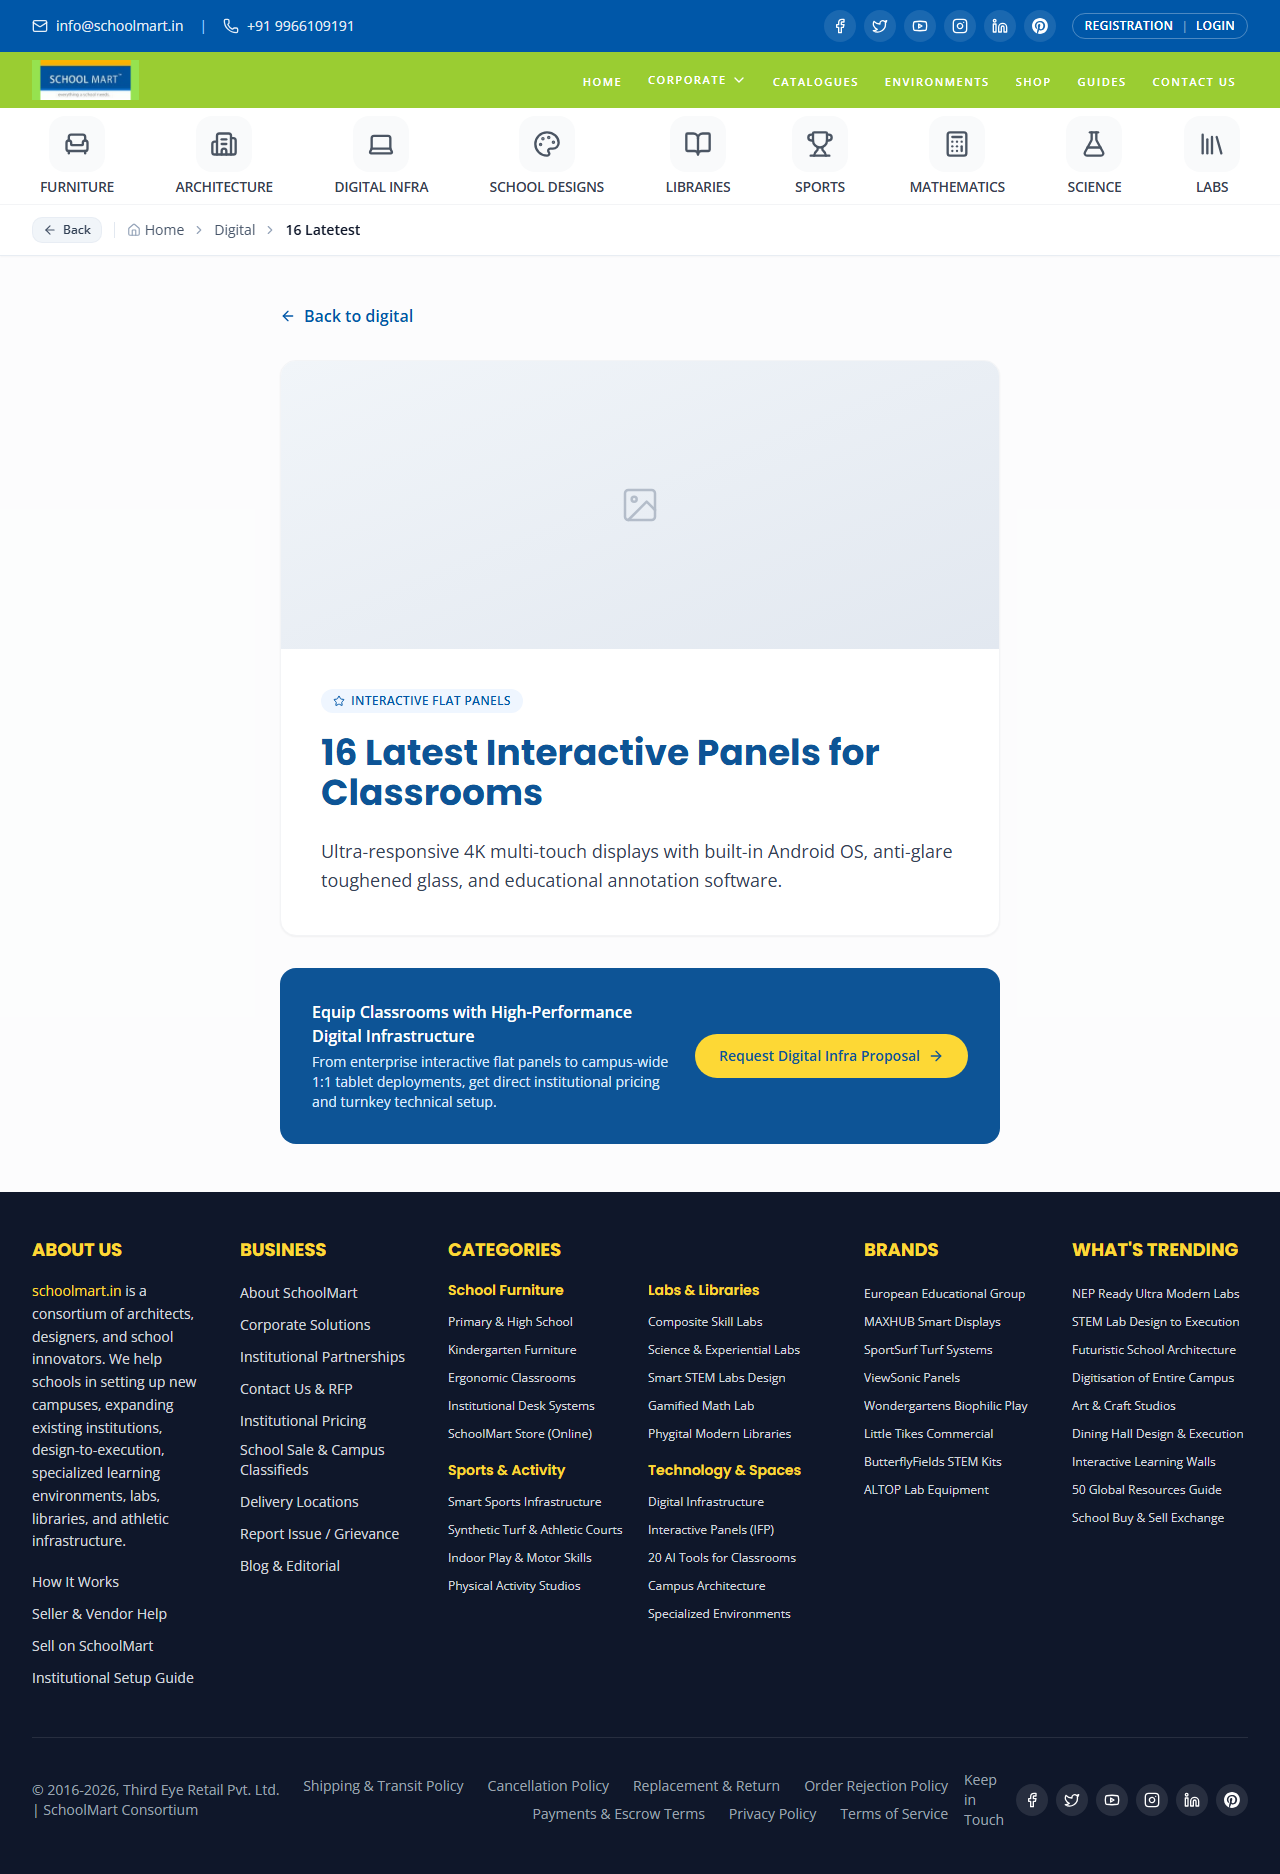 info@schoolmart.in | +91 9966109191
REGISTRATION | LOGIN
SCHOOL MART
HOME CORPORATE CATALOGUES ENVIRONMENTS SHOP GUIDES CONTACT US
FURNITURE ARCHITECTURE DIGITAL INFRA SCHOOL DESIGNS LIBRARIES SPORTS MATHEMATICS SCIENCE LABS
Back Home Digital 16 Latetest
Back to digital
INTERACTIVE FLAT PANELS
16 Latest Interactive Panels for
Classrooms
Ultra-responsive 4K multi-touch displays with built-in Android OS, anti-glare
toughened glass, and educational annotation software.
Equip Classrooms with High-Performance
Digital Infrastructure
From enterprise interactive flat panels to campus-wide
1:1 tablet deployments, get direct institutional pricing
and turnkey technical setup.
Request Digital Infra Proposal
ABOUT US
schoolmart.in is a
consortium of architects,
designers, and school
innovators. We help
schools in setting up new
campuses, expanding
existing institutions,
design-to-execution,
specialized learning
environments, labs,
libraries, and athletic
infrastructure.
How It Works
Seller & Vendor Help
Sell on SchoolMart
Institutional Setup Guide
BUSINESS
About SchoolMart
Corporate Solutions
Institutional Partnerships
Contact Us & RFP
Institutional Pricing
School Sale & Campus
Classifieds
Delivery Locations
Report Issue / Grievance
Blog & Editorial
CATEGORIES
School Furniture
Primary & High School
Kindergarten Furniture
Ergonomic Classrooms
Institutional Desk Systems
SchoolMart Store (Online)
Sports & Activity
Smart Sports Infrastructure
Synthetic Turf & Athletic Courts
Indoor Play & Motor Skills
Physical Activity Studios
Labs & Libraries
Composite Skill Labs
Science & Experiential Labs
Smart STEM Labs Design
Gamified Math Lab
Phygital Modern Libraries
Technology & Spaces
Digital Infrastructure
Interactive Panels (IFP)
20 AI Tools for Classrooms
Campus Architecture
Specialized Environments
BRANDS
European Educational Group
MAXHUB Smart Displays
SportSurf Turf Systems
ViewSonic Panels
Wondergartens Biophilic Play
Little Tikes Commercial
ButterflyFields STEM Kits
ALTOP Lab Equipment
WHAT'S TRENDING
NEP Ready Ultra Modern Labs
STEM Lab Design to Execution
Futuristic School Architecture
Digitisation of Entire Campus
Art & Craft Studios
Dining Hall Design & Execution
Interactive Learning Walls
50 Global Resources Guide
School Buy & Sell Exchange
© 2016-2026, Third Eye Retail Pvt. Ltd.
| SchoolMart Consortium
Shipping & Transit Policy Cancellation Policy Replacement & Return Order Rejection Policy
Payments & Escrow Terms Privacy Policy Terms of Service
Keep
in
Touch